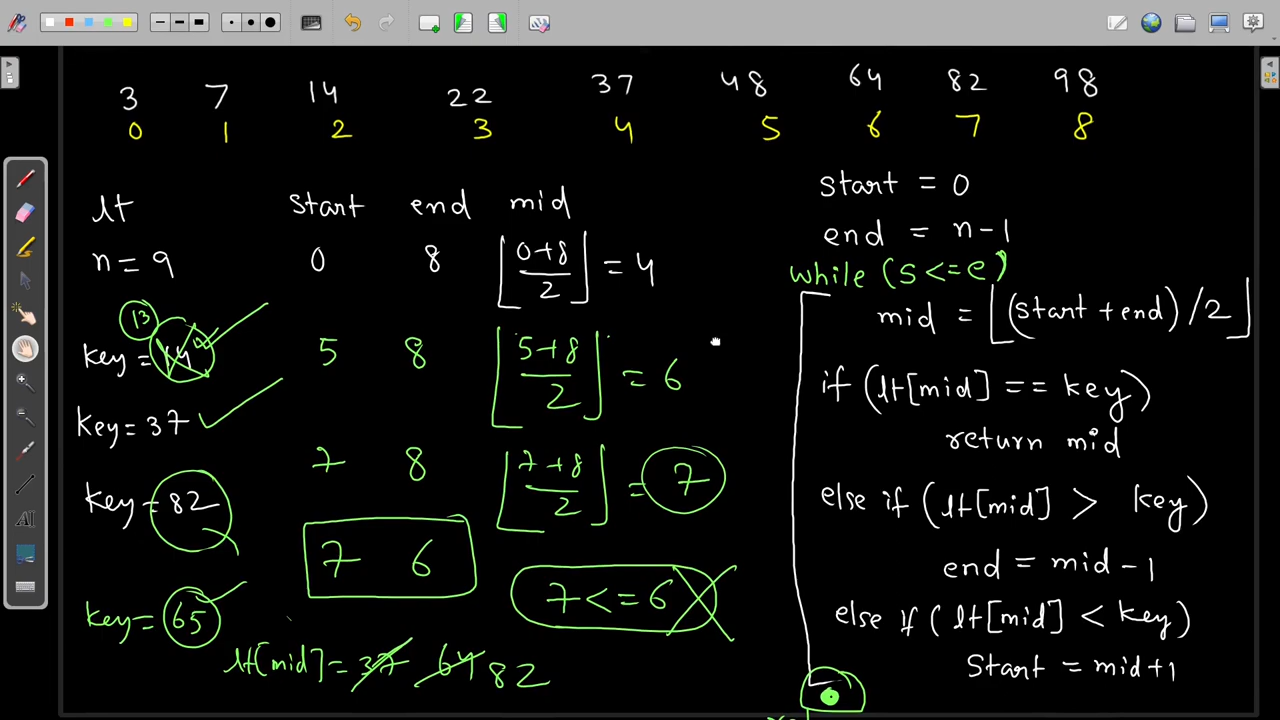 3 7 14 22 37 48 64 82 98
0 1 2 3 4 5 6 7 8
lt start end mid
n = 9 0 8 ⌊(0+8)/2⌋ = 4
13
key = 14 5 8 ⌊(5+8)/2⌋ = 6
key = 37
7 8 ⌊(7+8)/2⌋ = 7
key = 82
7 6 7 <= 6
key = 65
lt[mid] = 37 64 82
start = 0
end = n-1
while (s <= e)
mid = ⌊(start + end) / 2⌋
if (lt[mid] == key)
return mid
else if (lt[mid] > key)
end = mid - 1
else if (lt[mid] < key)
Start = mid + 1